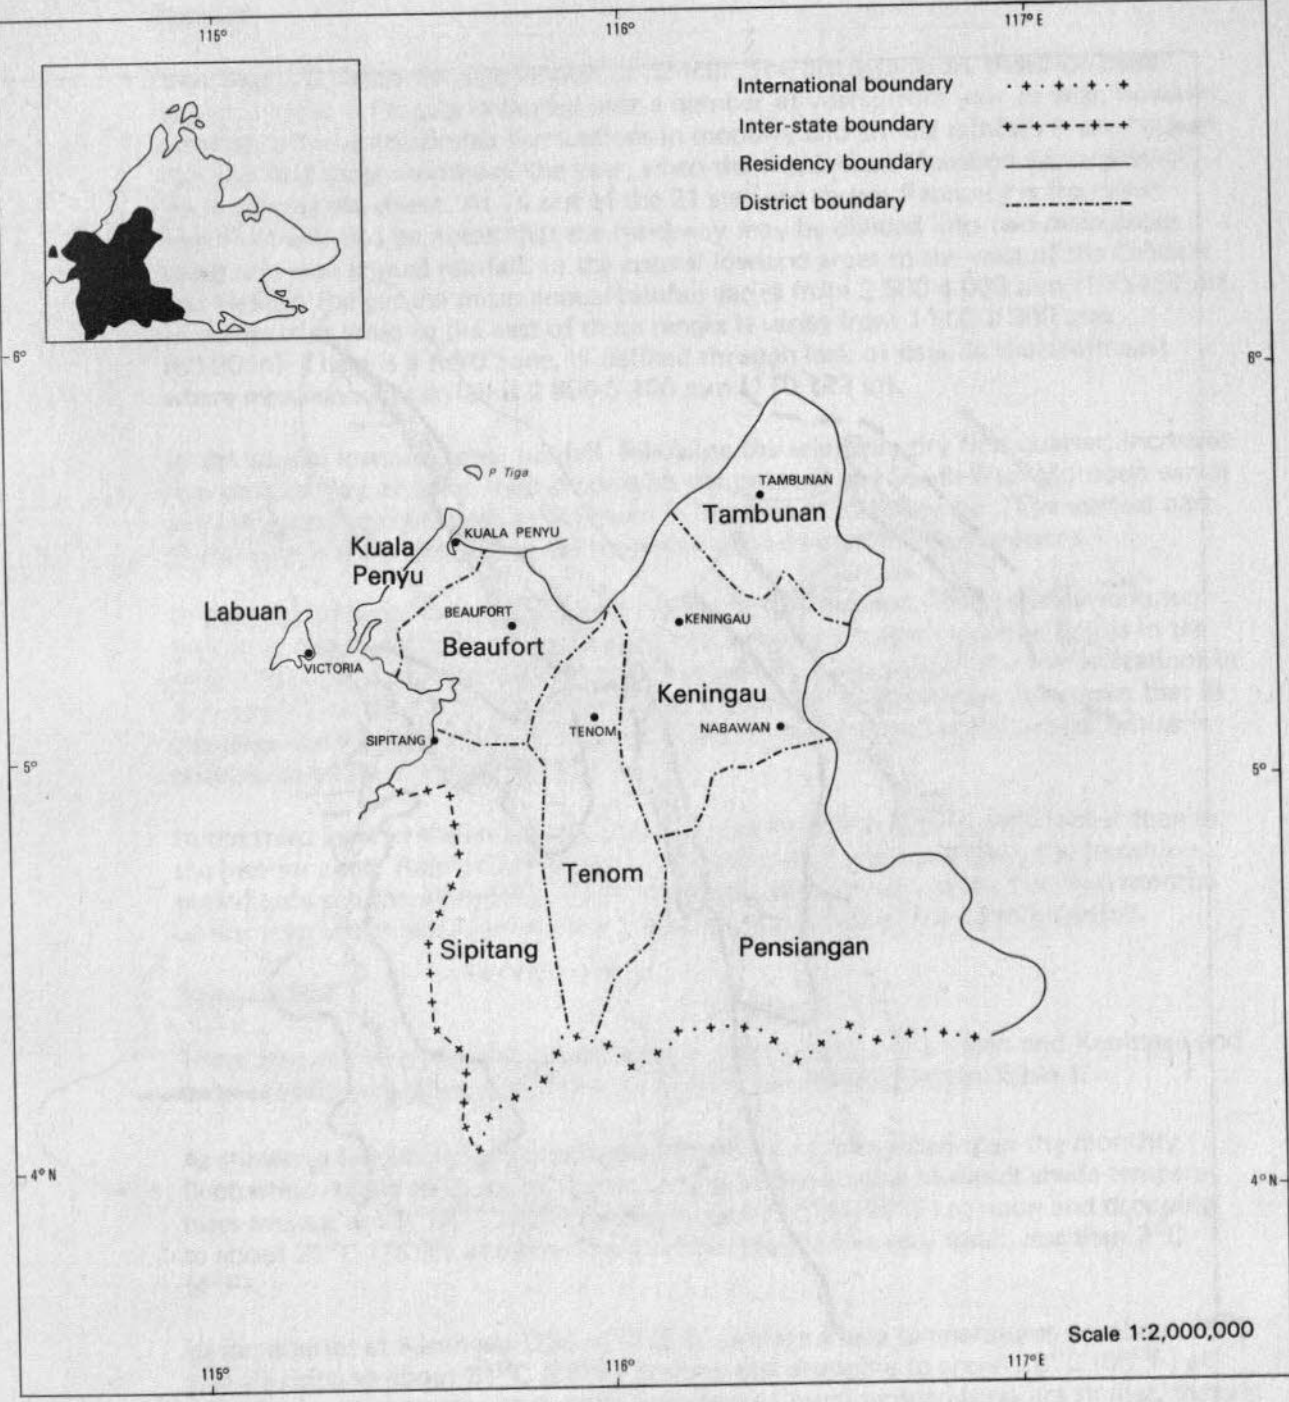 115°
116°
117° E
International boundary
Inter-state boundary
Residency boundary
District boundary
6°
6°
P Tiga
TAMBUNAN
Tambunan
KUALA PENYU
Kuala
Penyu
Labuan
VICTORIA
BEAUFORT
Beaufort
KENINGAU
Keningau
NABAWAN
TENOM
SIPITANG
5°
5°
Tenom
Sipitang
Pensiangan
4° N
4° N
Scale 1:2,000,000
115°
116°
117° E